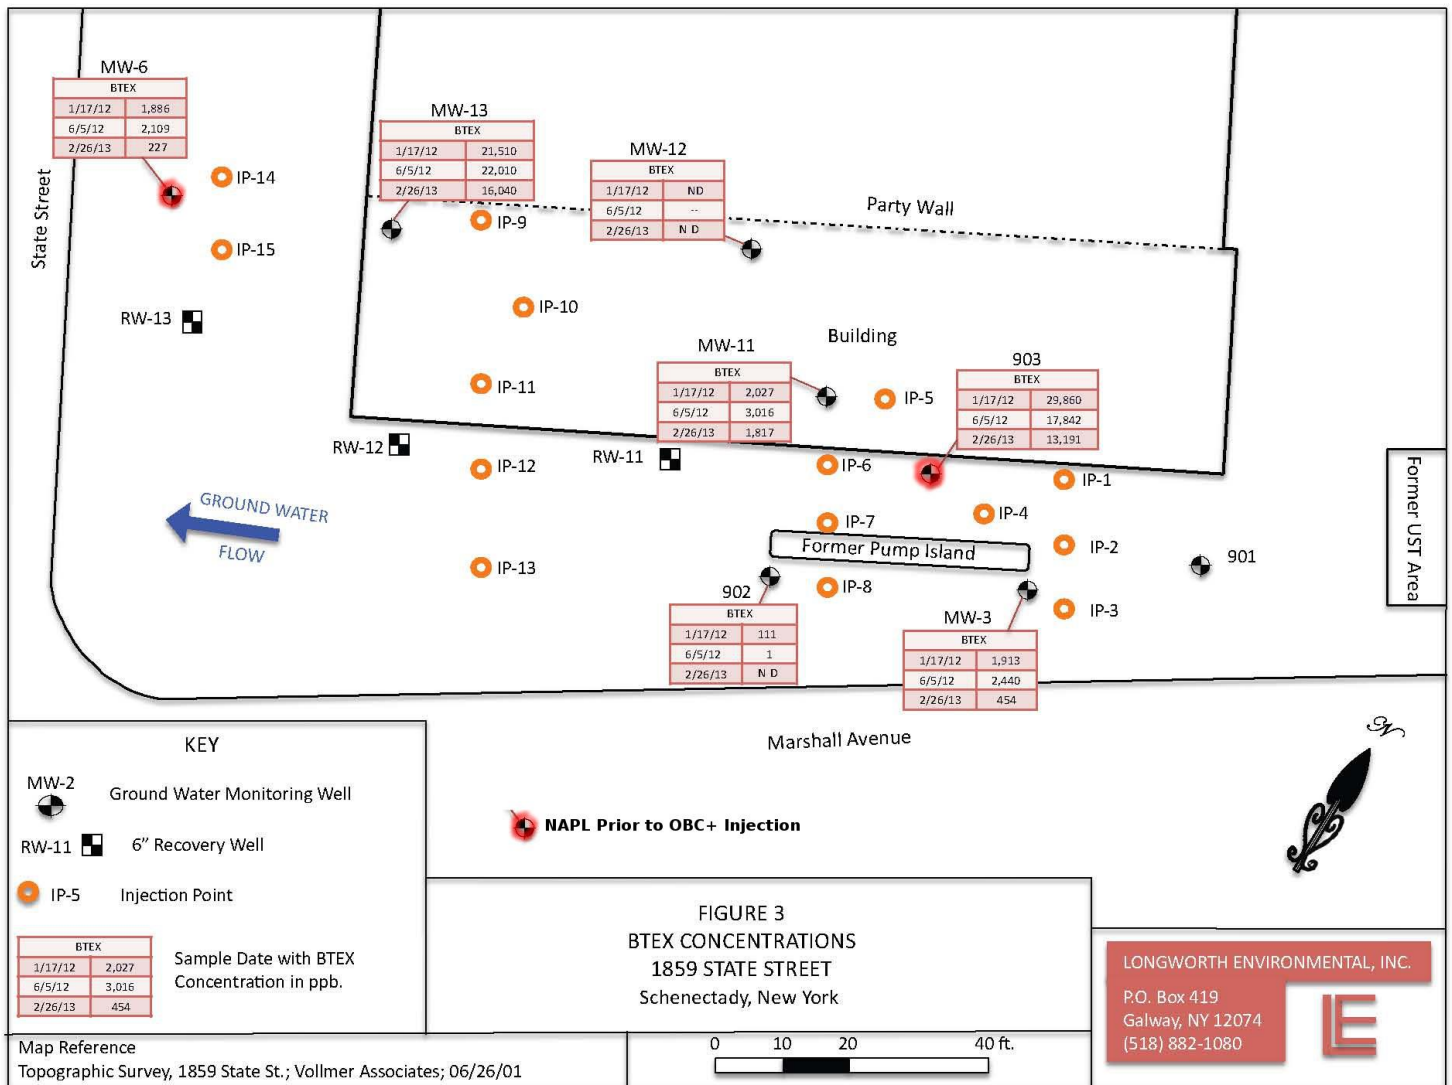 MW-6
BTEX
1/17/12 1,886
6/5/12 2,109
2/26/13 227
MW-13
BTEX
1/17/12 21,510
6/5/12 22,010
2/26/13 16,040
MW-12
BTEX
1/17/12 ND
6/5/12 --
2/26/13 N D
State Street
IP-14
IP-15
IP-9
Party Wall
RW-13
IP-10
Building
MW-11
BTEX
1/17/12 2,027
6/5/12 3,016
2/26/13 1,817
903
BTEX
1/17/12 29,860
6/5/12 17,842
2/26/13 13,191
IP-11
IP-5
RW-12
IP-12
RW-11
IP-6
IP-1
IP-7
IP-4
IP-2
Former Pump Island
901
Former UST Area
GROUND WATER
FLOW
IP-13
IP-8
IP-3
902
BTEX
1/17/12 111
6/5/12 1
2/26/13 N D
MW-3
BTEX
1/17/12 1,913
6/5/12 2,440
2/26/13 454
Marshall Avenue
N
KEY
MW-2
Ground Water Monitoring Well
RW-11 6” Recovery Well
IP-5 Injection Point
BTEX
1/17/12 2,027
6/5/12 3,016
2/26/13 454
Sample Date with BTEX
Concentration in ppb.
NAPL Prior to OBC+ Injection
FIGURE 3
BTEX CONCENTRATIONS
1859 STATE STREET
Schenectady, New York
LONGWORTH ENVIRONMENTAL, INC.
P.O. Box 419
Galway, NY 12074
(518) 882-1080
LE
Map Reference
Topographic Survey, 1859 State St.; Vollmer Associates; 06/26/01
0 10 20 40 ft.